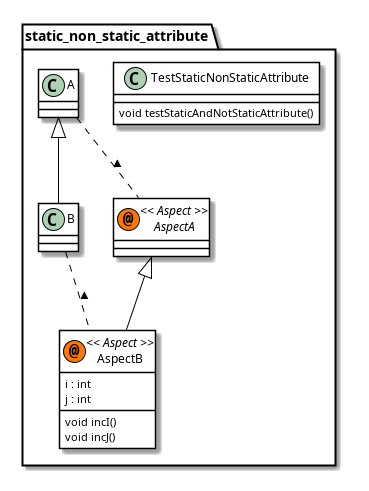 static_non_static_attribute
C A
C TestStaticNonStaticAttribute
void testStaticAndNotStaticAttribute()
C B
@ << Aspect >>
AspectA
@ << Aspect >>
AspectB
i : int
j : int
void incI()
void incJ()